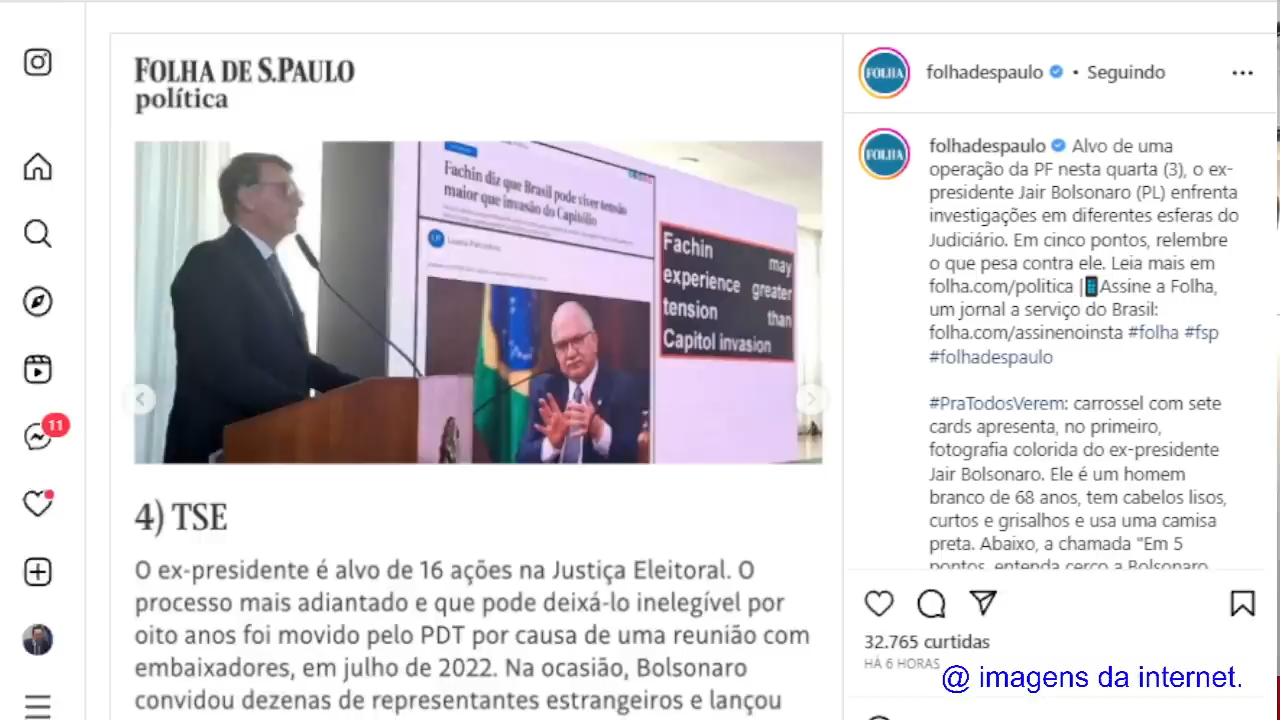 FOLHA DE S.PAULO
política
Fachin diz que Brasil pode viver tensão
maior que invasão do Capitólio
Fachin may
experience greater
tension than
Capitol invasion
4) TSE
O ex-presidente é alvo de 16 ações na Justiça Eleitoral. O
processo mais adiantado e que pode deixá-lo inelegível por
oito anos foi movido pelo PDT por causa de uma reunião com
embaixadores, em julho de 2022. Na ocasião, Bolsonaro
convidou dezenas de representantes estrangeiros e lançou
11
FOLHA
folhadespaulo • Seguindo
FOLHA
folhadespaulo Alvo de uma
operação da PF nesta quarta (3), o ex-
presidente Jair Bolsonaro (PL) enfrenta
investigações em diferentes esferas do
Judiciário. Em cinco pontos, relembre
o que pesa contra ele. Leia mais em
folha.com/politica |📱Assine a Folha,
um jornal a serviço do Brasil:
folha.com/assinenoinsta #folha #fsp
#folhadespaulo
#PraTodosVerem: carrossel com sete
cards apresenta, no primeiro,
fotografia colorida do ex-presidente
Jair Bolsonaro. Ele é um homem
branco de 68 anos, tem cabelos lisos,
curtos e grisalhos e usa uma camisa
preta. Abaixo, a chamada "Em 5
pontos, entenda cerco a Bolsonaro
32.765 curtidas
HÁ 6 HORAS
@ imagens da internet.